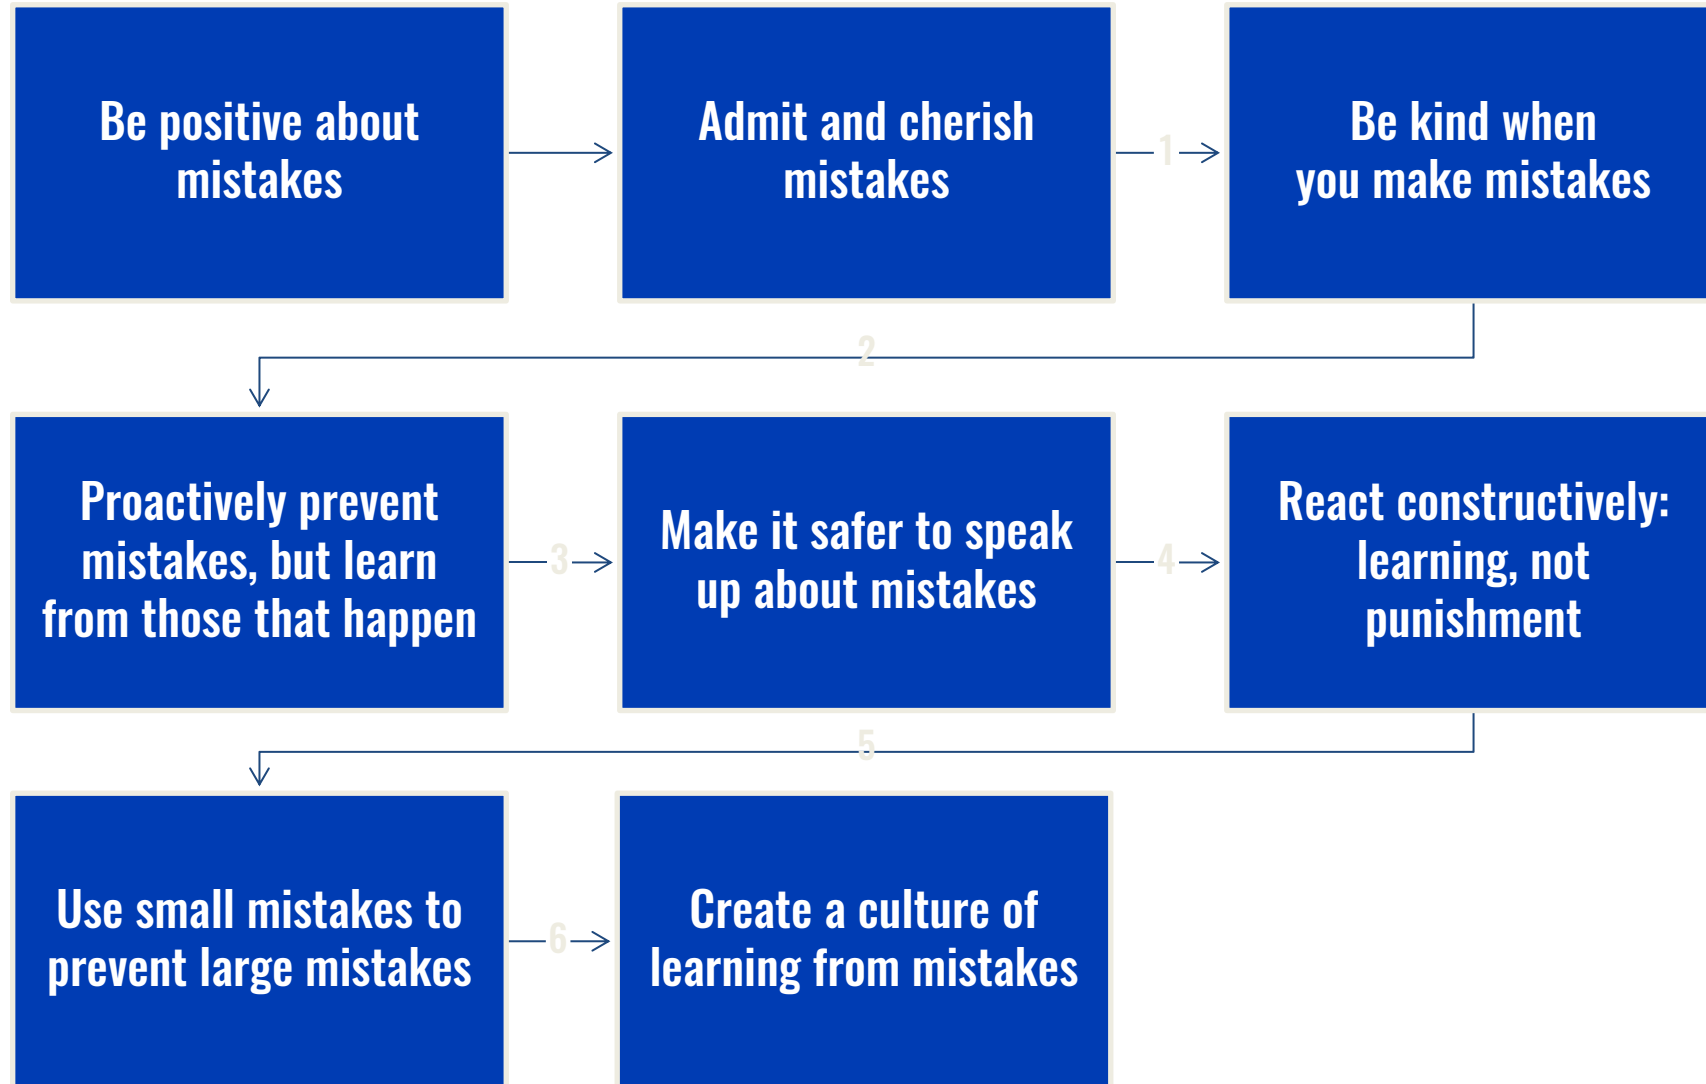 Be positive about
mistakes
Admit and cherish
mistakes
1
Be kind when
you make mistakes
2
Proactively prevent
mistakes, but learn
from those that happen
3
Make it safer to speak
up about mistakes
4
React constructively:
learning, not
punishment
5
Use small mistakes to
prevent large mistakes
6
Create a culture of
learning from mistakes